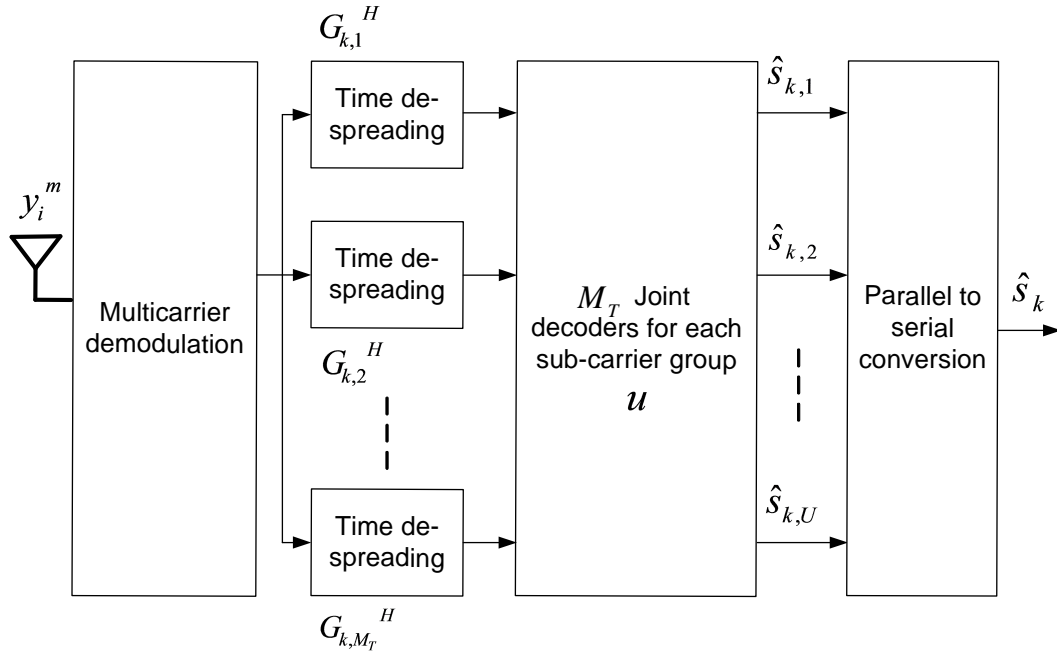 G_{k,1}^H
y_i^m
Multicarrier
demodulation
Time de-
spreading
Time de-
spreading
G_{k,2}^H
Time de-
spreading
G_{k,M_T}^H
M_T Joint
decoders for each
sub-carrier group
u
ŝ_{k,1}
ŝ_{k,2}
ŝ_{k,U}
Parallel to
serial
conversion
ŝ_k